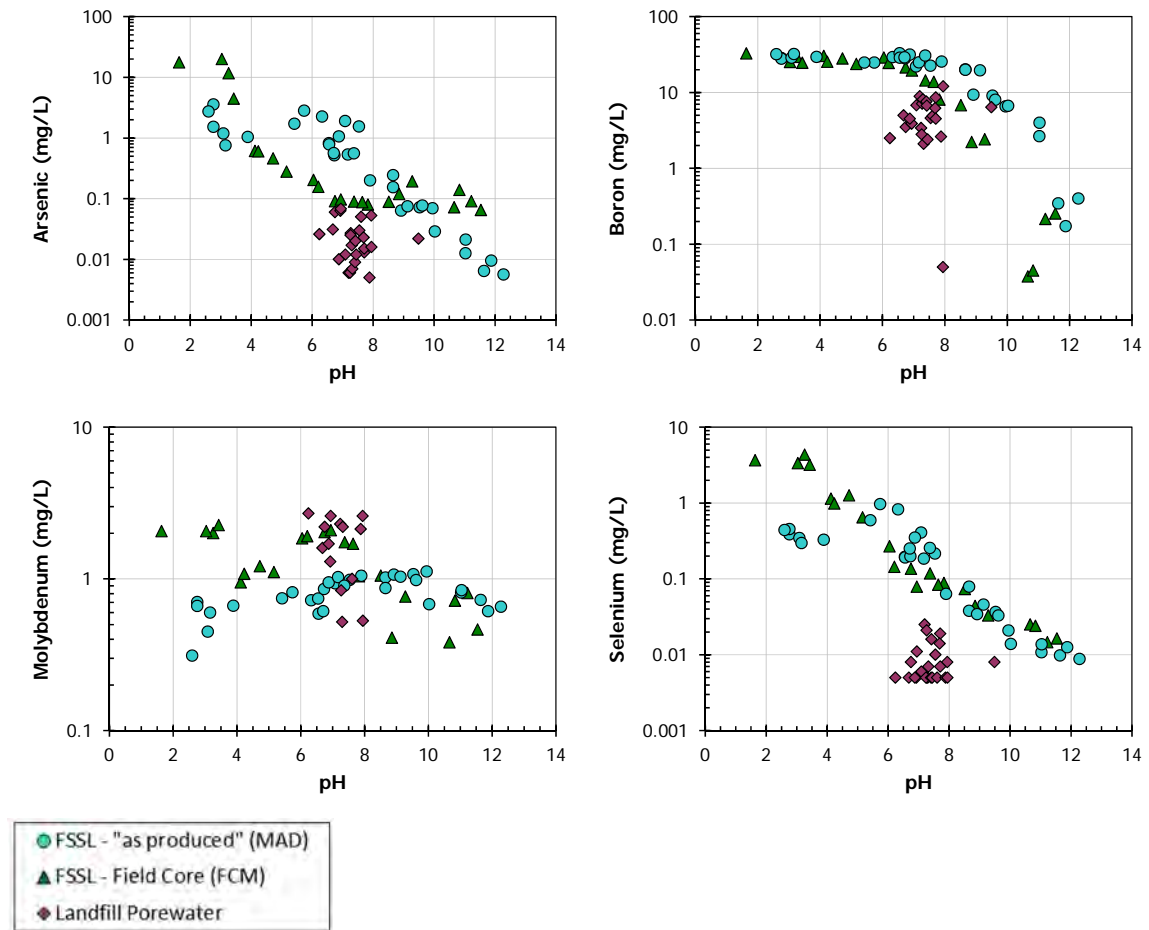 Arsenic (mg/L)
100
10
1
0.1
0.01
0.001
0 2 4 6 8 10 12 14
pH
Boron (mg/L)
100
10
1
0.1
0.01
0 2 4 6 8 10 12 14
pH
Molybdenum (mg/L)
10
1
0.1
0 2 4 6 8 10 12 14
pH
Selenium (mg/L)
10
1
0.1
0.01
0.001
0 2 4 6 8 10 12 14
pH
FSSL - "as produced" (MAD)
FSSL - Field Core (FCM)
Landfill Porewater